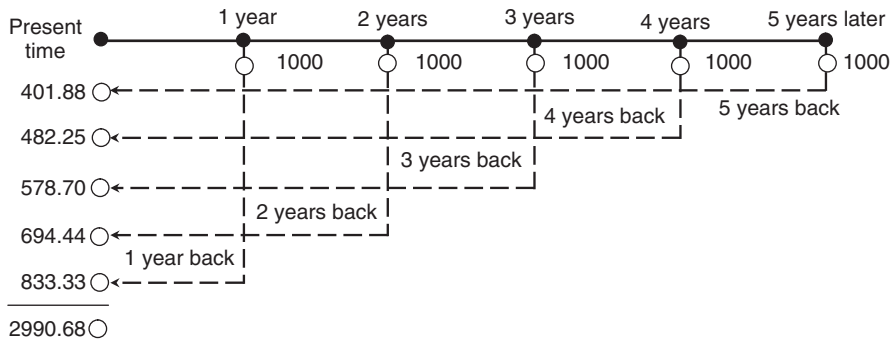 Present time
1 year
2 years
3 years
4 years
5 years later
1000
1000
1000
1000
1000
401.88
5 years back
482.25
4 years back
578.70
3 years back
694.44
2 years back
833.33
1 year back
2990.68